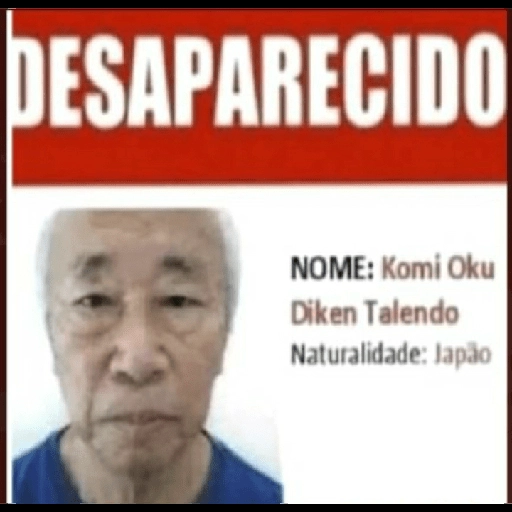 DESAPARECIDO
NOME: Komi Oku
Diken Talendo
Naturalidade: Japão